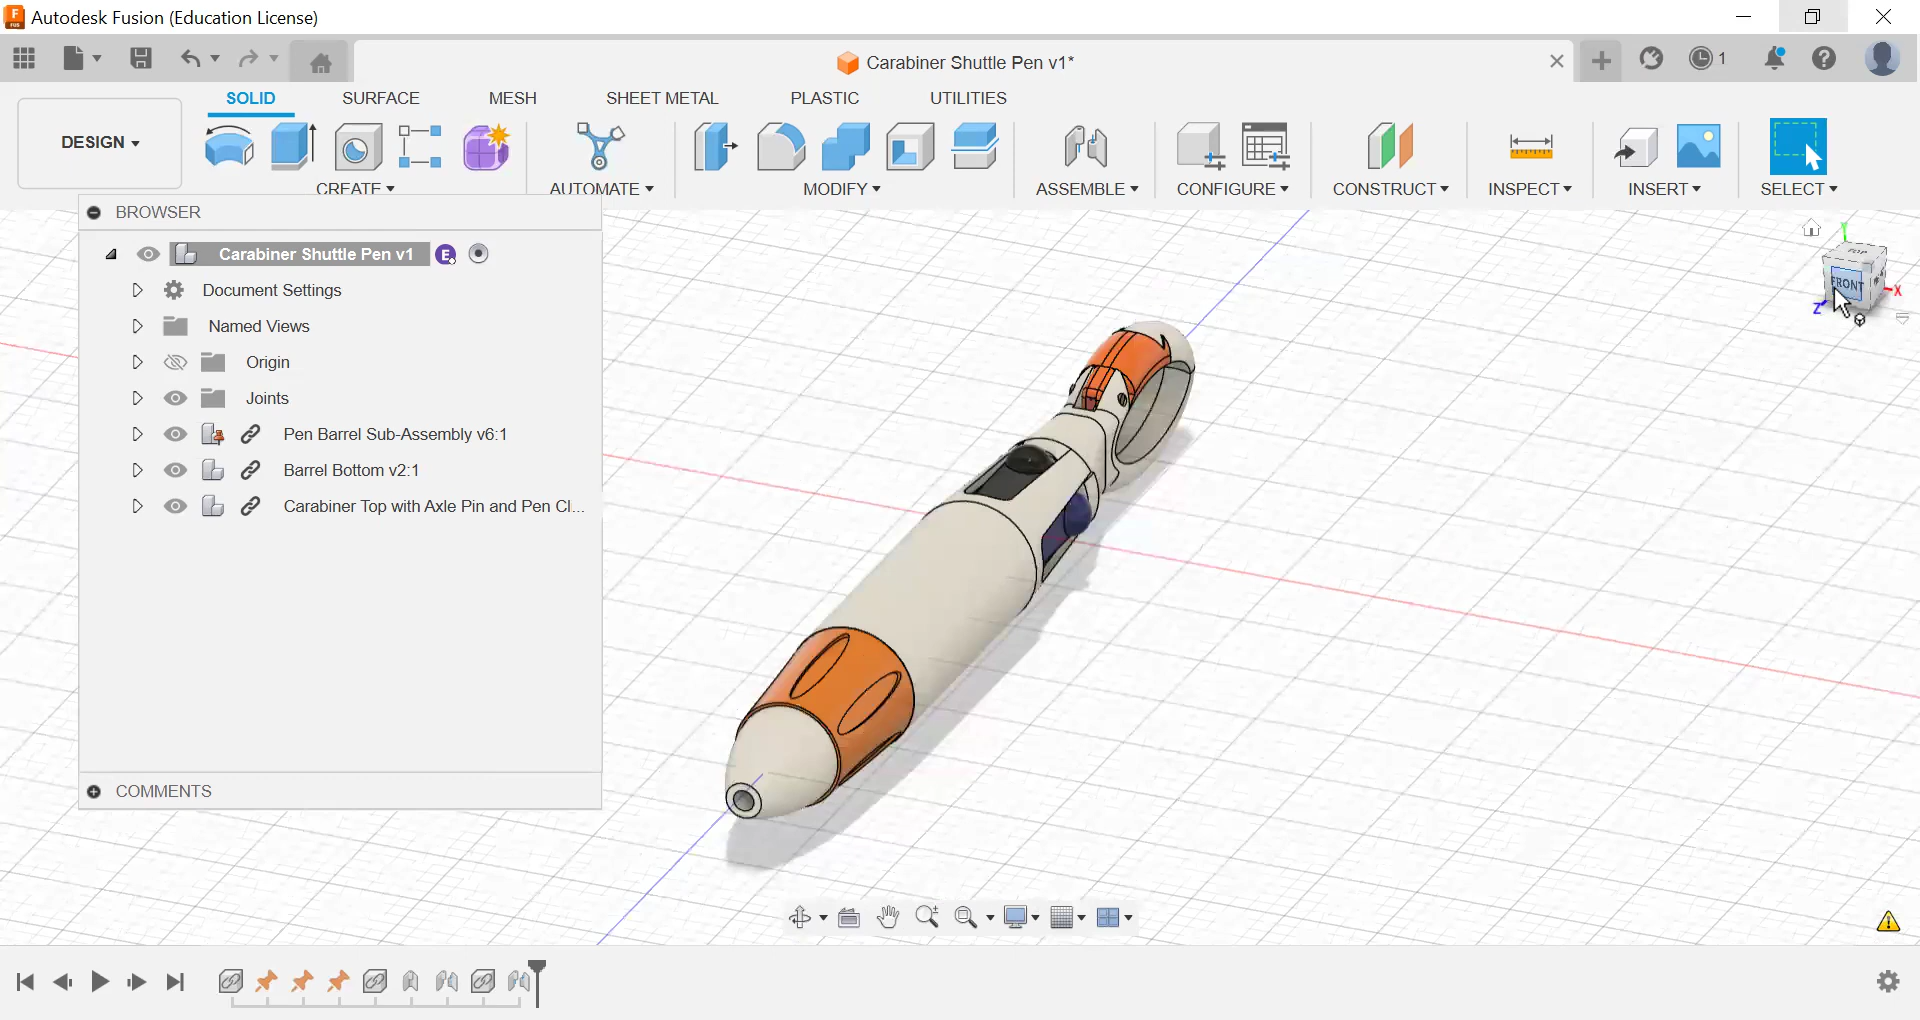 Autodesk Fusion (Education License)
Carabiner Shuttle Pen v1*
1
SOLID SURFACE MESH SHEET METAL PLASTIC UTILITIES
DESIGN
CREATE AUTOMATE MODIFY ASSEMBLE CONFIGURE CONSTRUCT INSPECT INSERT SELECT
BROWSER
Carabiner Shuttle Pen v1 E
Document Settings
Named Views
Origin
Joints
Pen Barrel Sub-Assembly v6:1
Barrel Bottom v2:1
Carabiner Top with Axle Pin and Pen Cl...
COMMENTS
Y
TOP
FRONT
X
Z